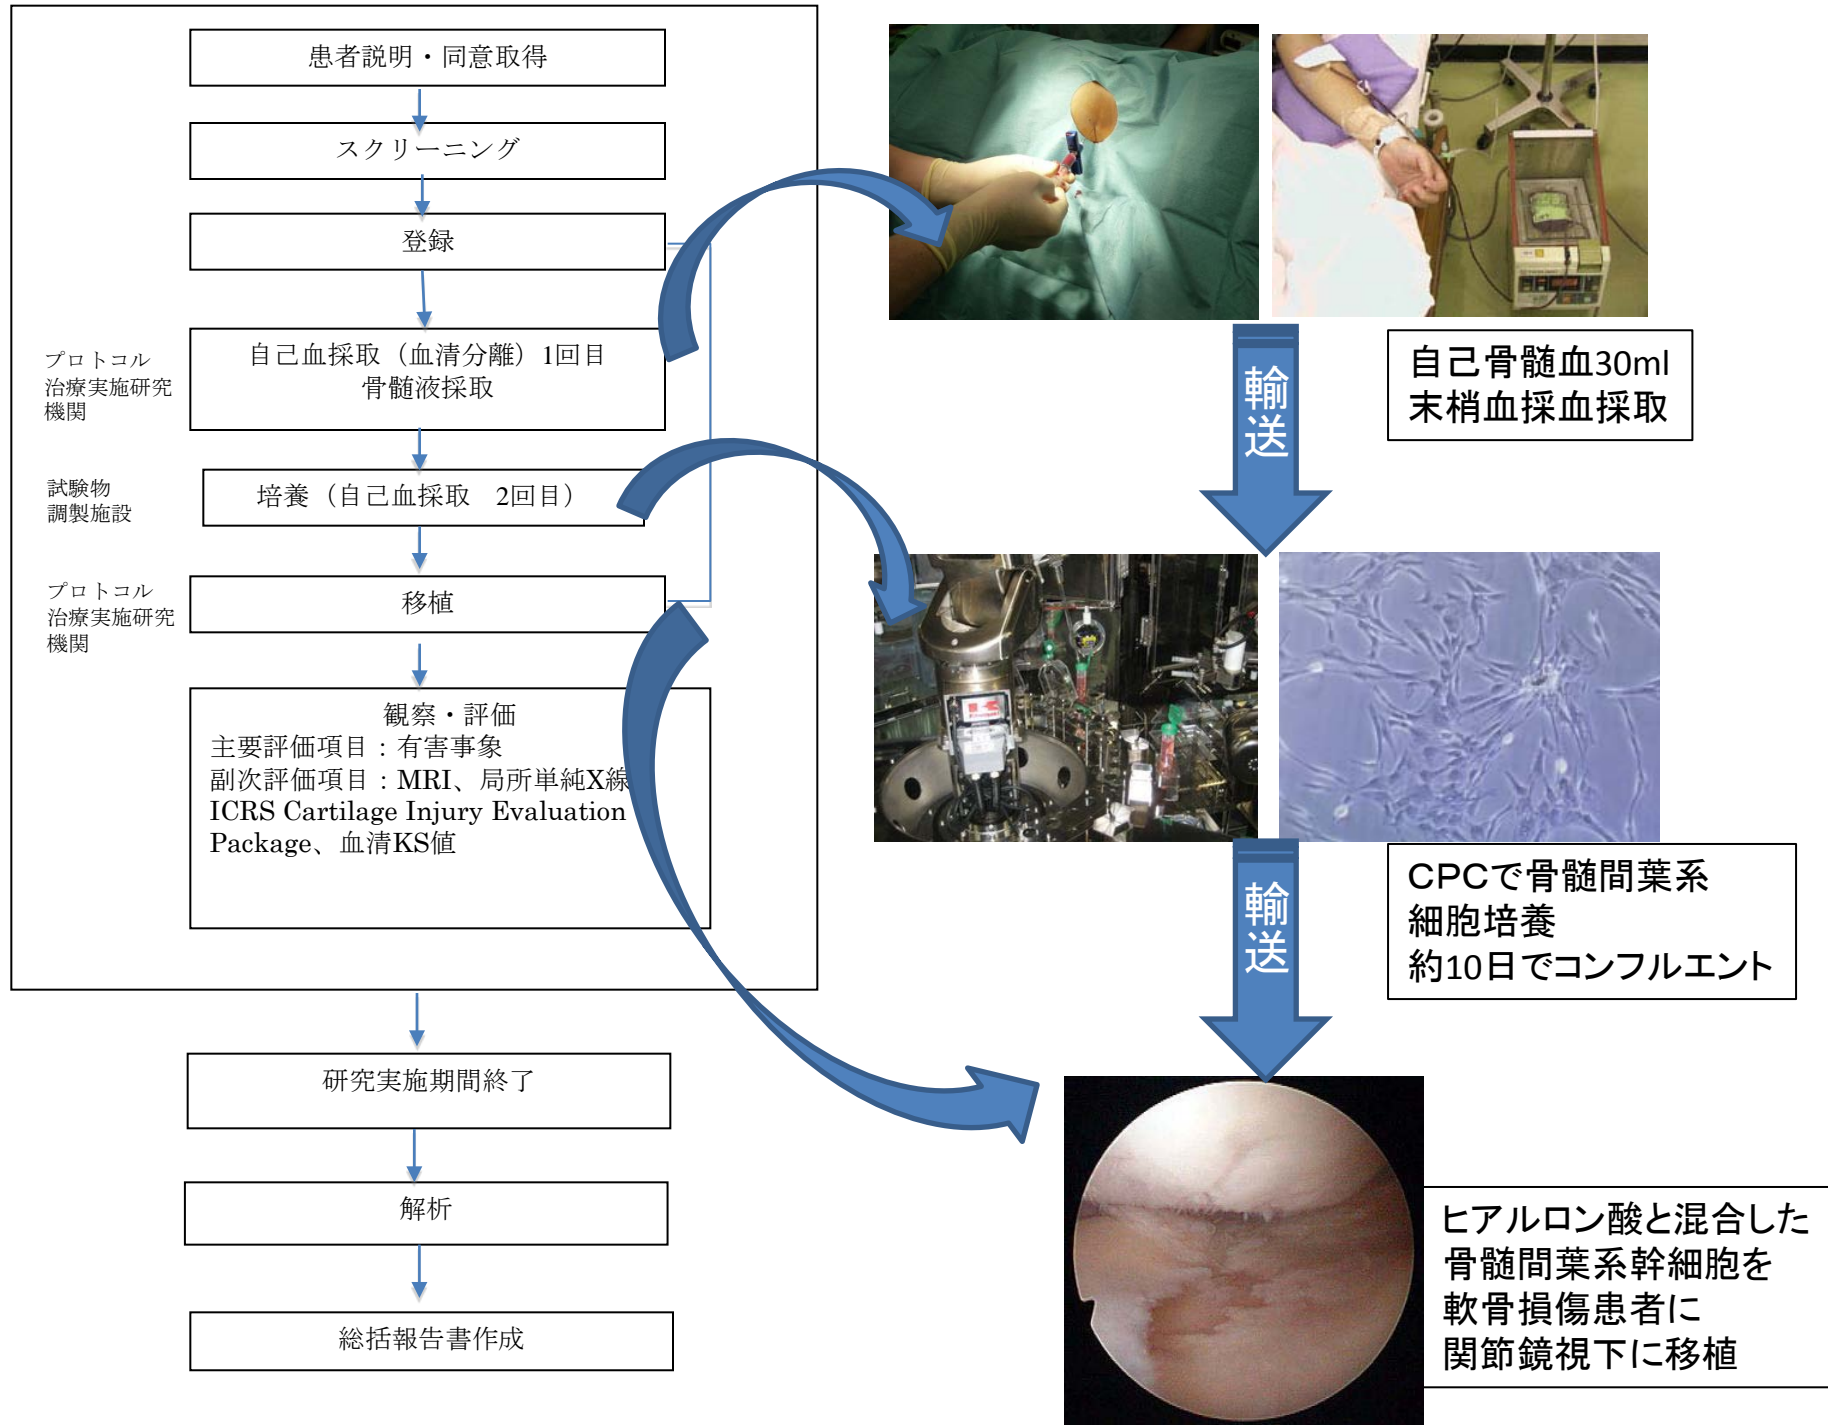 患者説明・同意取得
スクリーニング
登録
プロトコル
治療実施研究
機関
自己血採取（血清分離）1回目
骨髄液採取
試験物
調製施設
培養（自己血採取　2回目）
プロトコル
治療実施研究
機関
移植
観察・評価
主要評価項目：有害事象
副次評価項目：MRI、局所単純X線
ICRS Cartilage Injury Evaluation
Package、血清KS値
研究実施期間終了
解析
総括報告書作成
輸送
自己骨髄血30ml
末梢血採血採取
輸送
CPCで骨髄間葉系
細胞培養
約10日でコンフルエント
ヒアルロン酸と混合した
骨髄間葉系幹細胞を
軟骨損傷患者に
関節鏡視下に移植